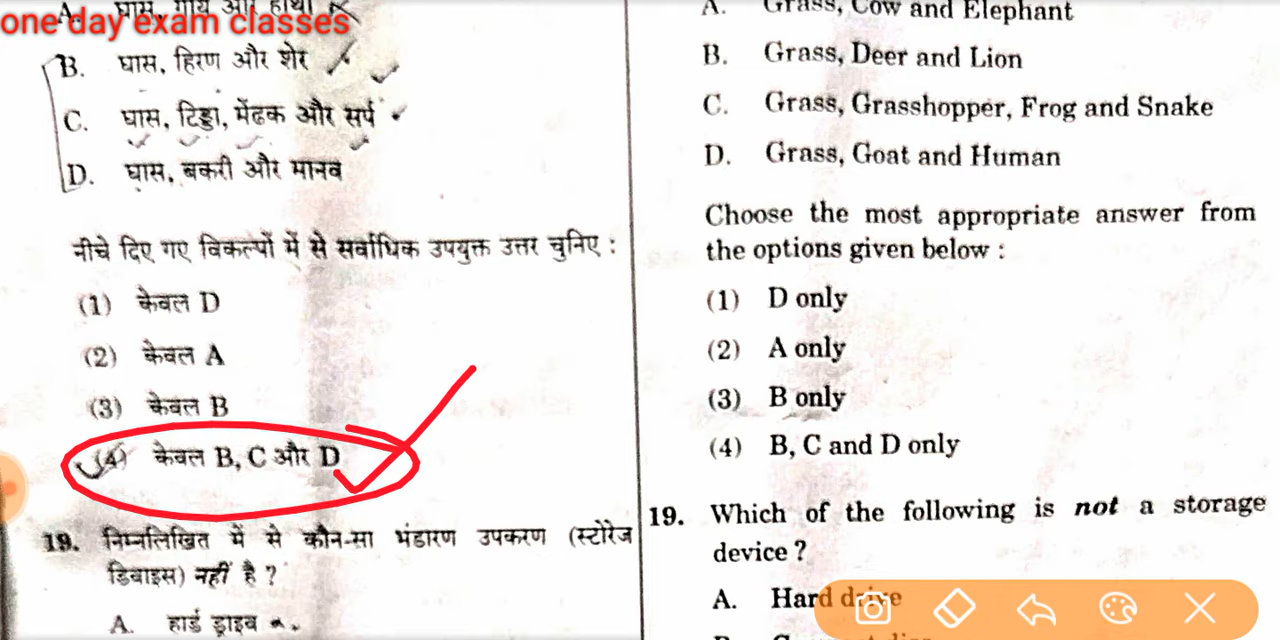 A. घास, गाय और हाथी
one day exam classes
B. घास, हिरण और शेर
C. घास, टिड्डा, मेंढक और सर्प
D. घास, बकरी और मानव
नीचे दिए गए विकल्पों में से सर्वाधिक उपयुक्त उत्तर चुनिए :
(1) केवल D
(2) केवल A
(3) केवल B
(4) केवल B, C और D
19. निम्नलिखित में से कौन-सा भंडारण उपकरण (स्टोरेज
डिवाइस) नहीं है ?
A. हार्ड ड्राइव
A. Grass, Cow and Elephant
B. Grass, Deer and Lion
C. Grass, Grasshopper, Frog and Snake
D. Grass, Goat and Human
Choose the most appropriate answer from
the options given below :
(1) D only
(2) A only
(3) B only
(4) B, C and D only
19. Which of the following is not a storage
device ?
A. Hard drive